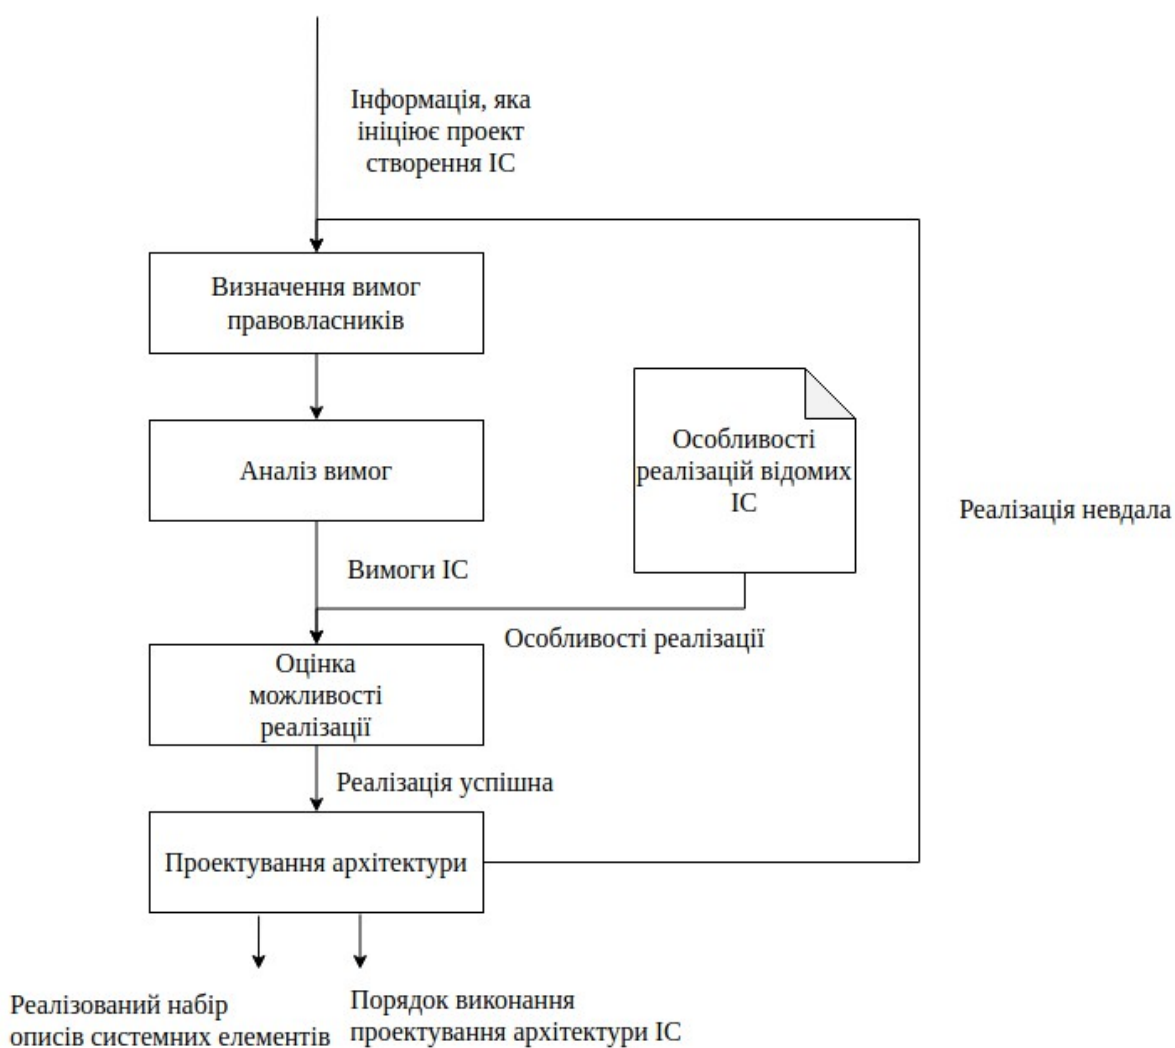 Інформація, яка
ініціює проект
створення ІС
Визначення вимог
правовласників
Аналіз вимог
Особливості
реалізацій відомих
ІС
Реалізація невдала
Вимоги ІС
Особливості реалізації
Оцінка
можливості
реалізації
Реалізація успішна
Проектування архітектури
Реалізований набір
описів системних елементів
Порядок виконання
проектування архітектури ІС